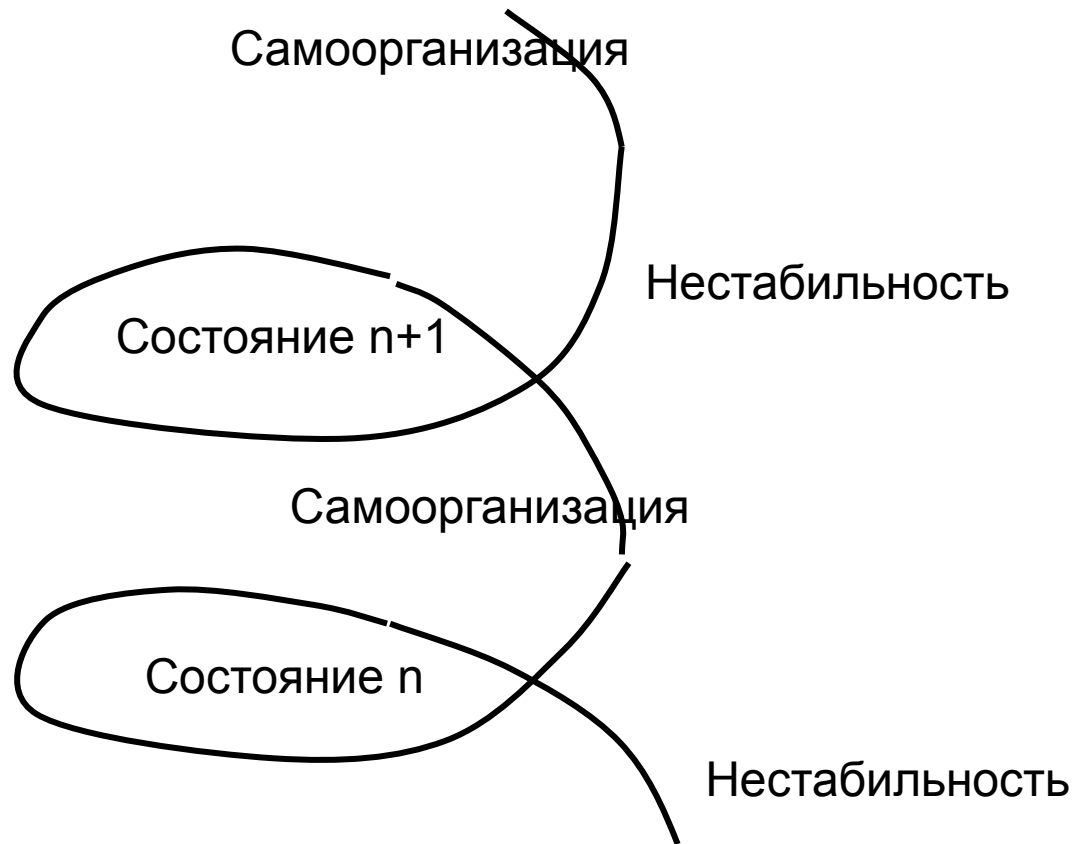 Самоорганизация
Нестабильность
Состояние n+1
Самоорганизация
Состояние n
Нестабильность